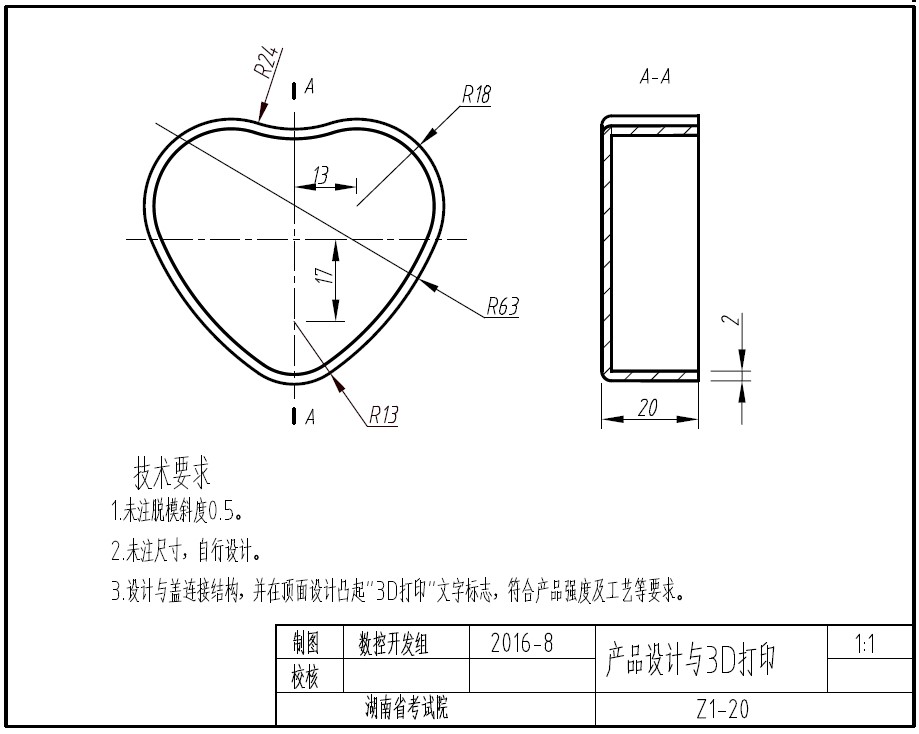 R24
A
A-A
R18
13
17
R63
2
R13
20
A
技术要求
1.未注脱模斜度0.5。
2.未注尺寸，自行设计。
3.设计与盖连接结构，并在顶面设计凸起"3D打印"文字标志，符合产品强度及工艺等要求。
制图 数控开发组 2016-8 产品设计与3D打印 1:1
校核
湖南省考试院 Z1-20